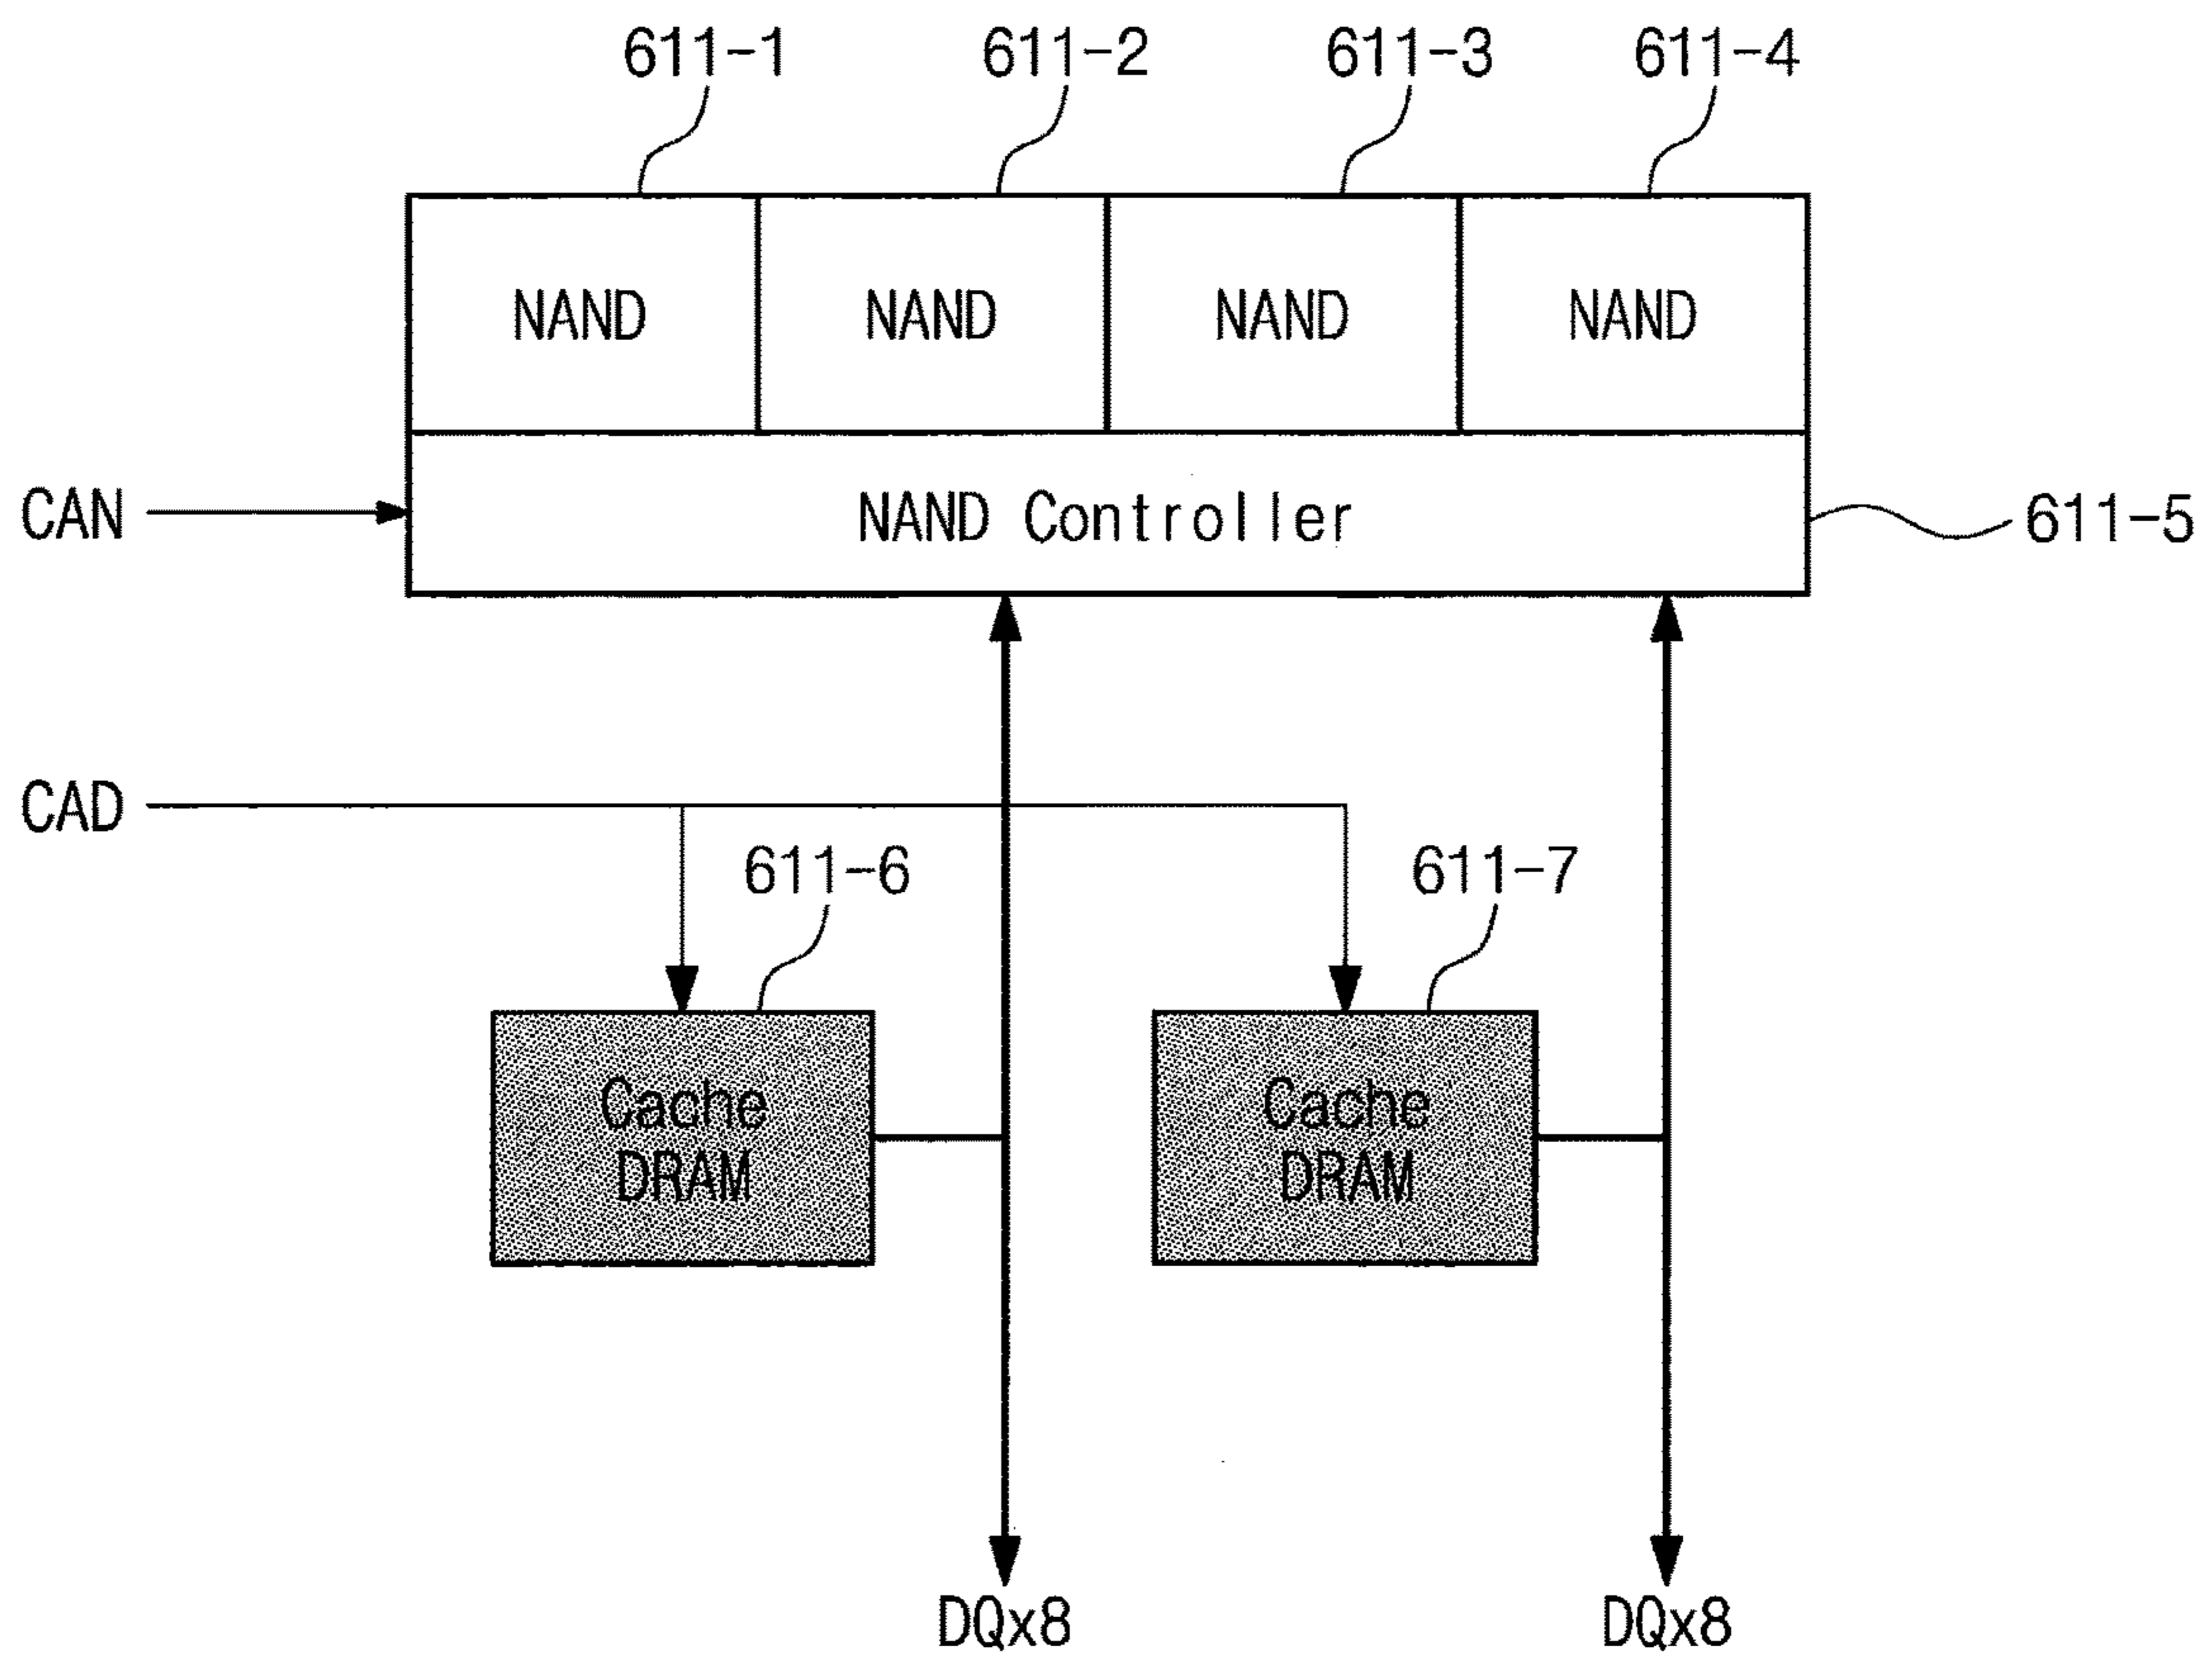 611-1 611-2 611-3 611-4
NAND NAND NAND NAND
CAN NAND Controller 611-5
CAD
611-6 611-7
Cache Cache
DRAM DRAM
DQx8 DQx8